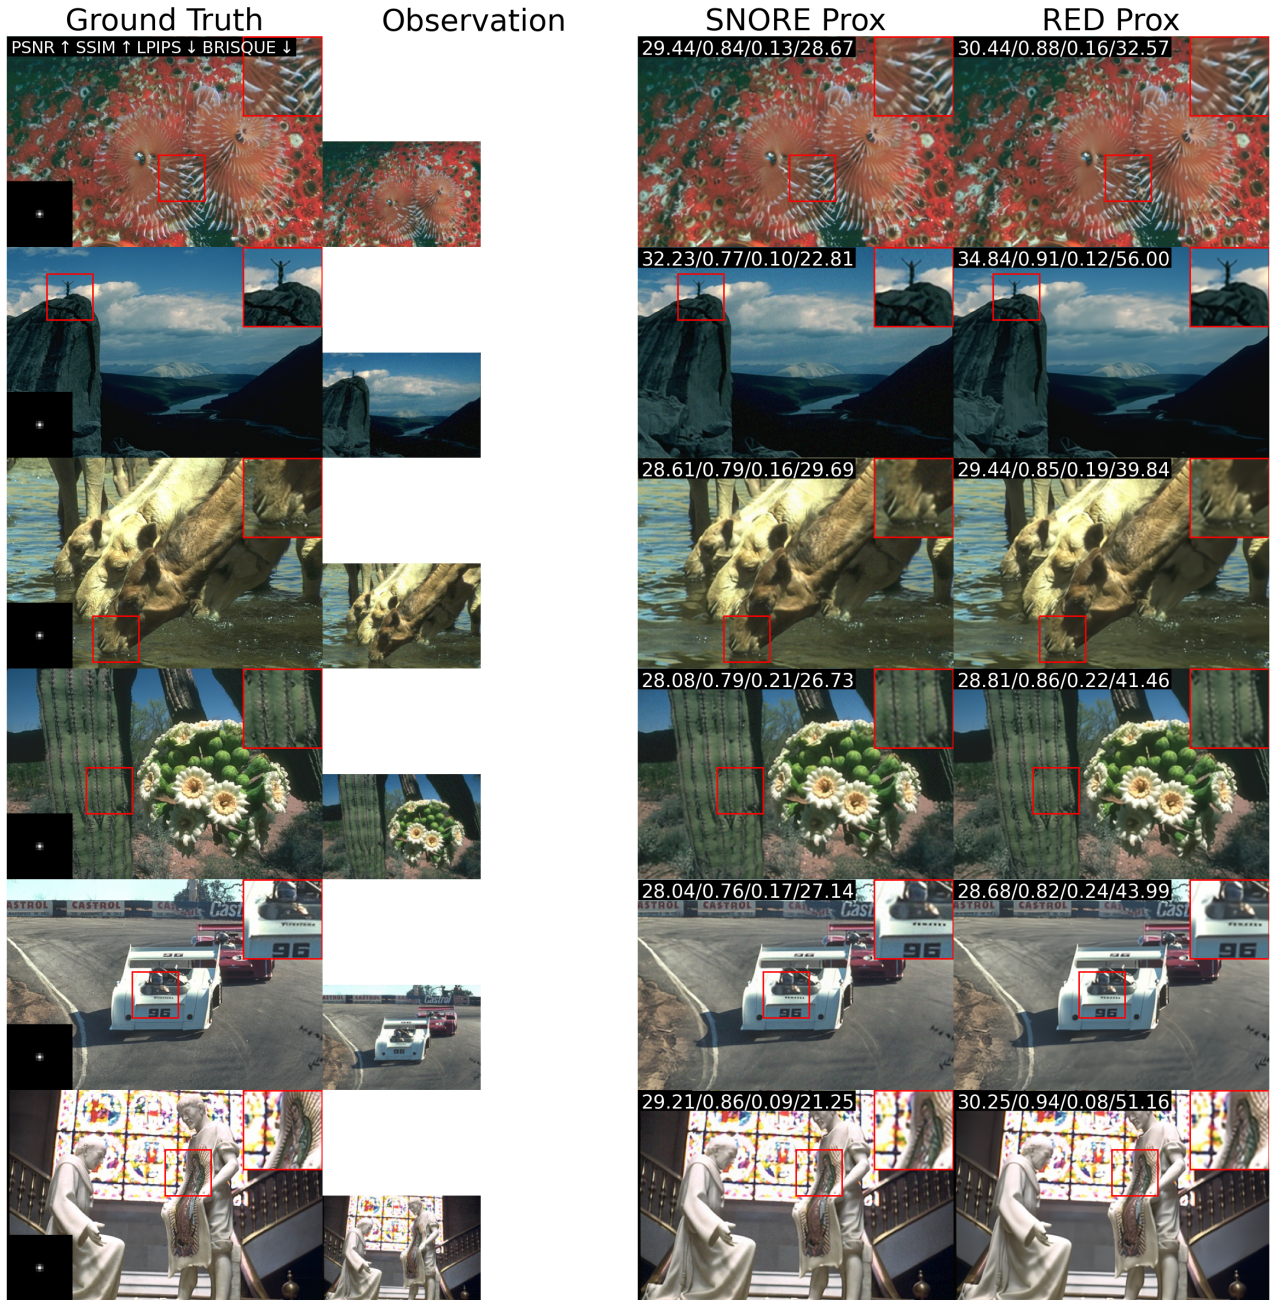 Ground Truth Observation SNORE Prox RED Prox
PSNR ↑ SSIM ↑ LPIPS ↓ BRISQUE ↓ 29.44/0.84/0.13/28.67 30.44/0.88/0.16/32.57
32.23/0.77/0.10/22.81 34.84/0.91/0.12/56.00
28.61/0.79/0.16/29.69 29.44/0.85/0.19/39.84
28.08/0.79/0.21/26.73 28.81/0.86/0.22/41.46
28.04/0.76/0.17/27.14 28.68/0.82/0.24/43.99
CASTROL CASTROL Castrol
96
96
96
29.21/0.86/0.09/21.25 30.25/0.94/0.08/51.16